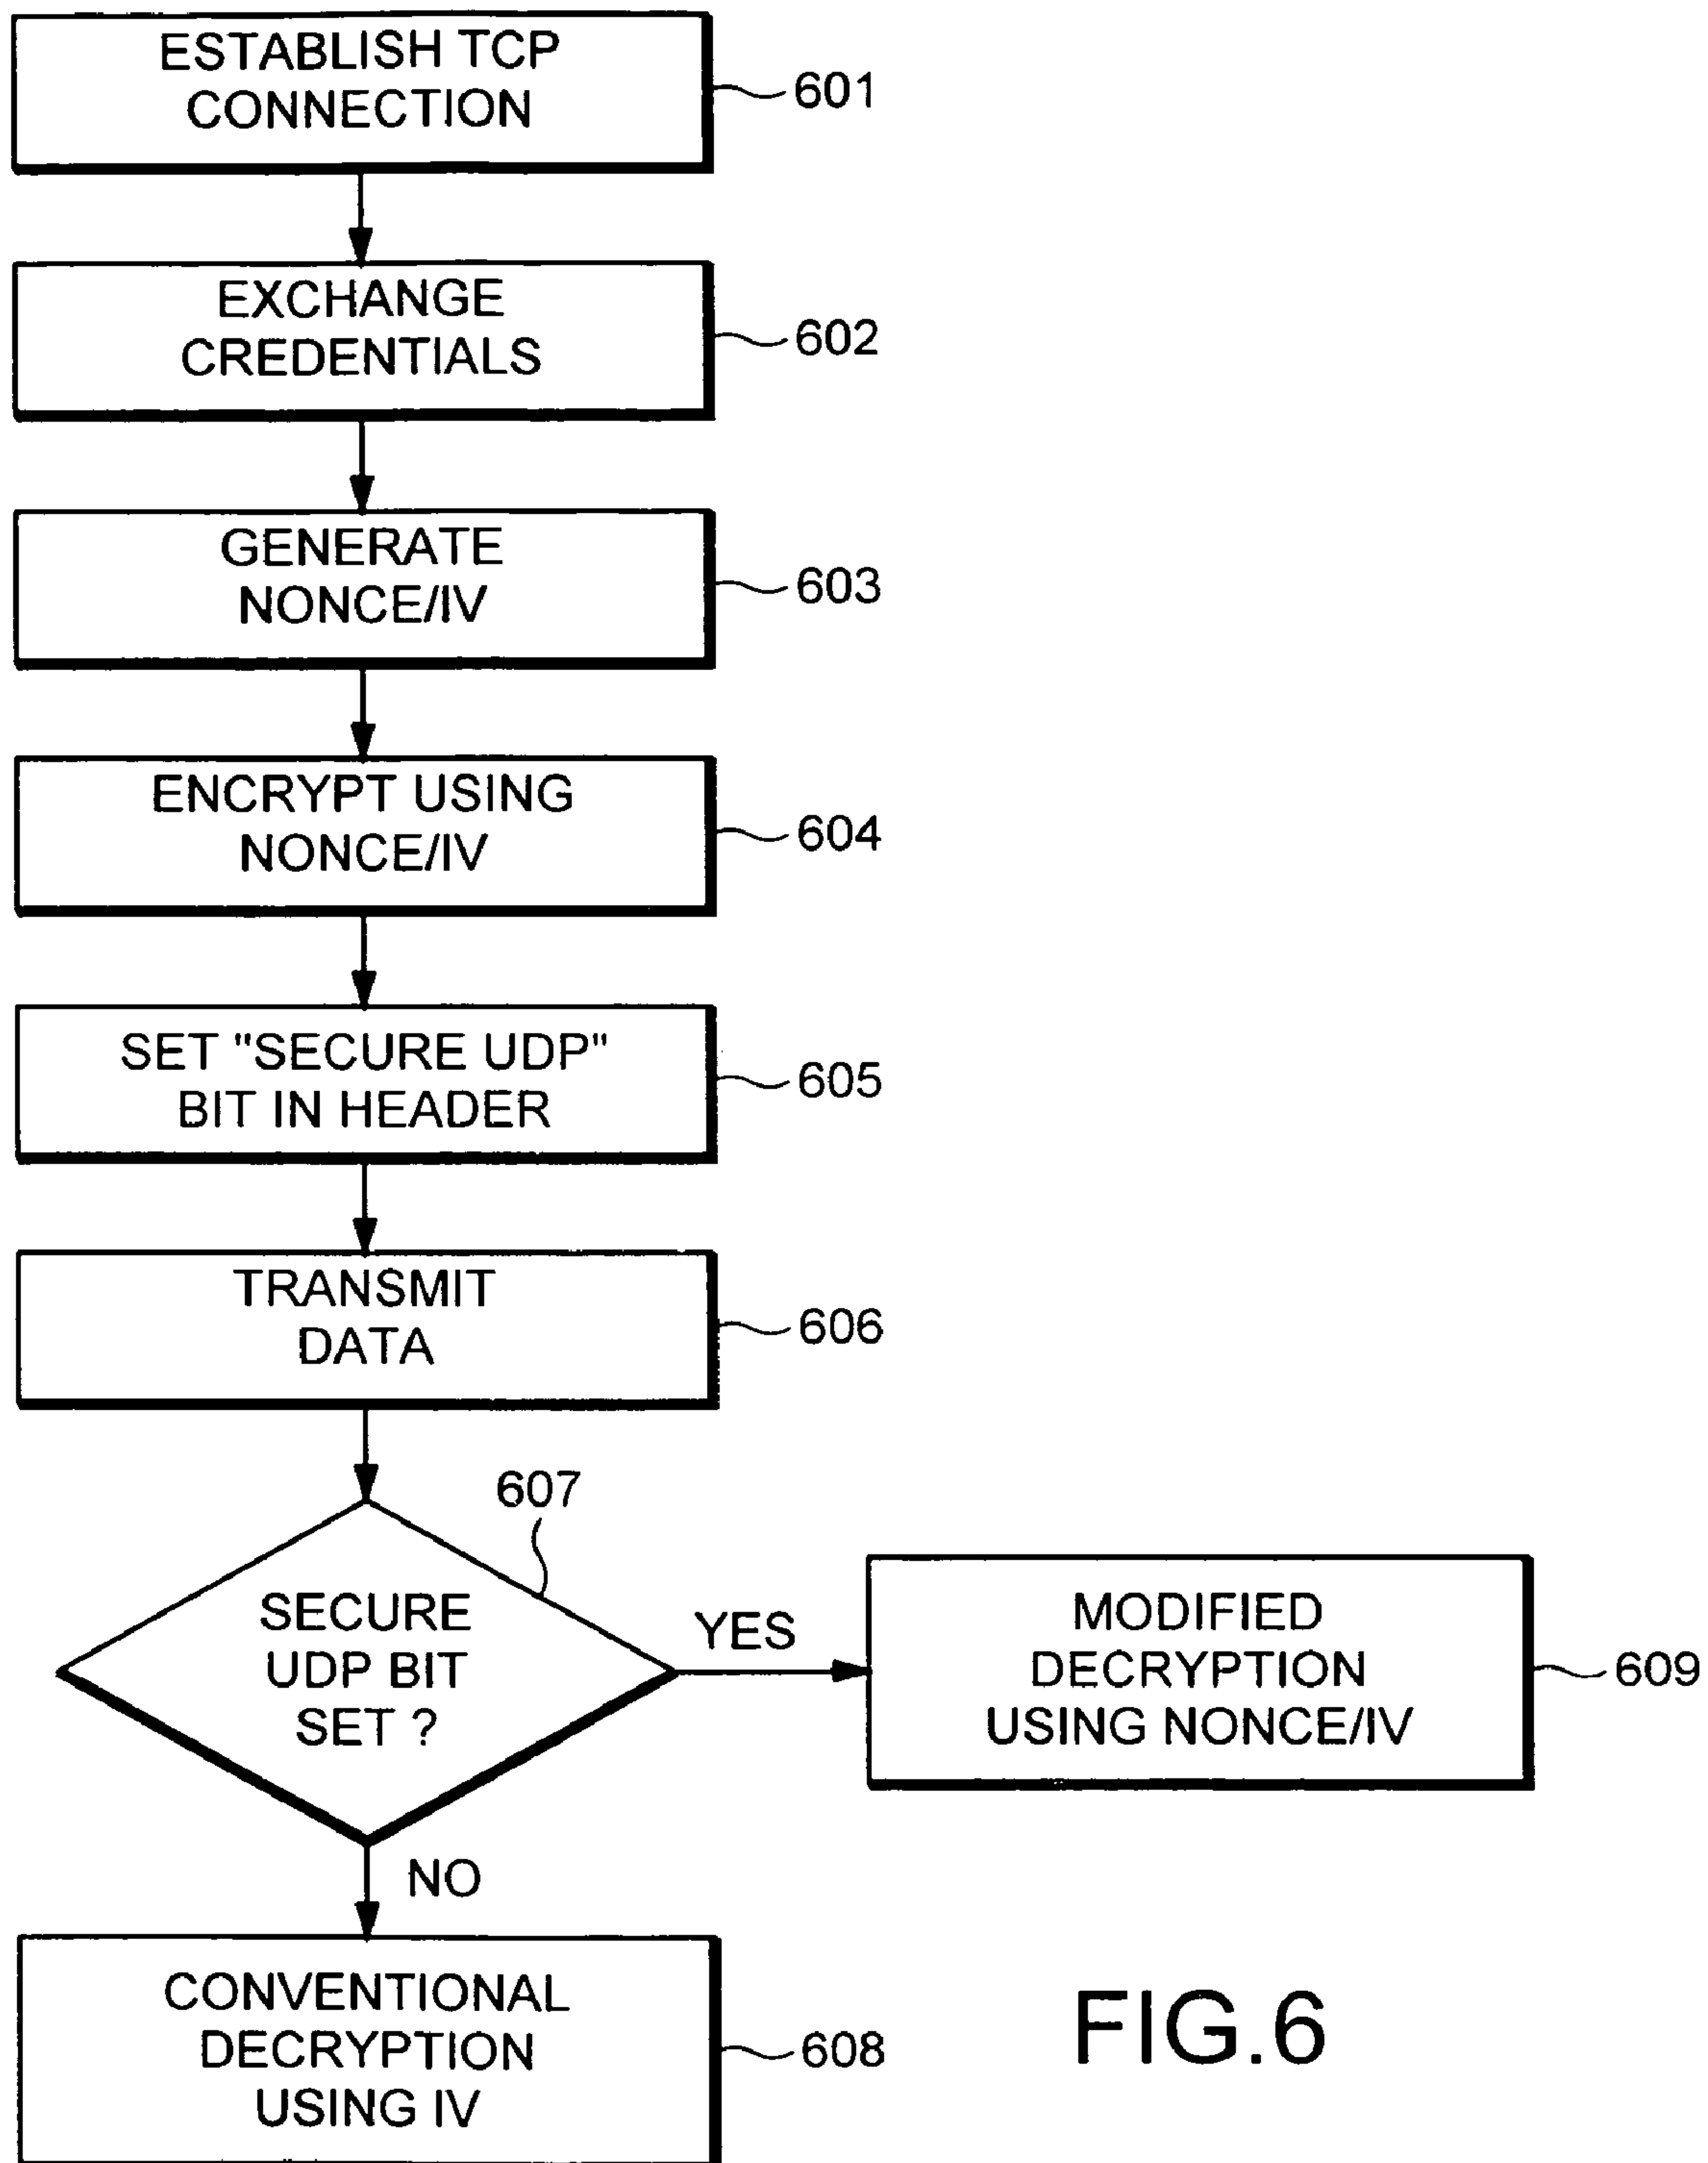 ESTABLISH TCP
CONNECTION
601
EXCHANGE
CREDENTIALS
602
GENERATE
NONCE/IV
603
ENCRYPT USING
NONCE/IV
604
SET "SECURE UDP"
BIT IN HEADER
605
TRANSMIT
DATA
606
607
SECURE
UDP BIT
SET ?
YES
MODIFIED
DECRYPTION
USING NONCE/IV
609
NO
CONVENTIONAL
DECRYPTION
USING IV
608
FIG.6